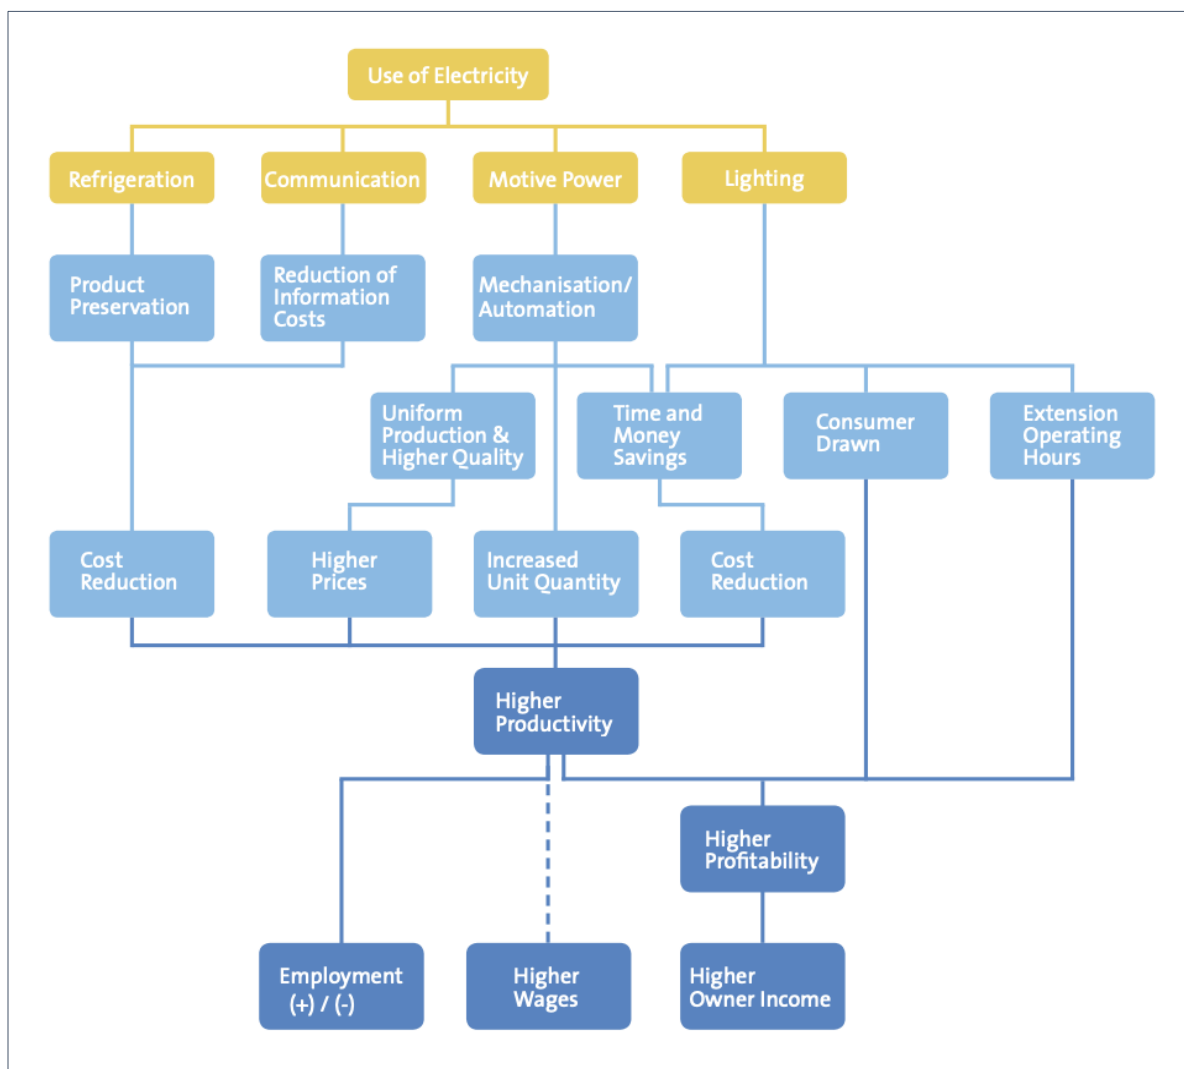 Use of Electricity
Refrigeration
Communication
Motive Power
Lighting
Product
Preservation
Reduction of
Information
Costs
Mechanisation/
Automation
Uniform
Production &
Higher Quality
Time and
Money
Savings
Consumer
Drawn
Extension
Operating
Hours
Cost
Reduction
Higher
Prices
Increased
Unit Quantity
Cost
Reduction
Higher
Productivity
Higher
Profitability
Employment
(+) / (-)
Higher
Wages
Higher
Owner Income